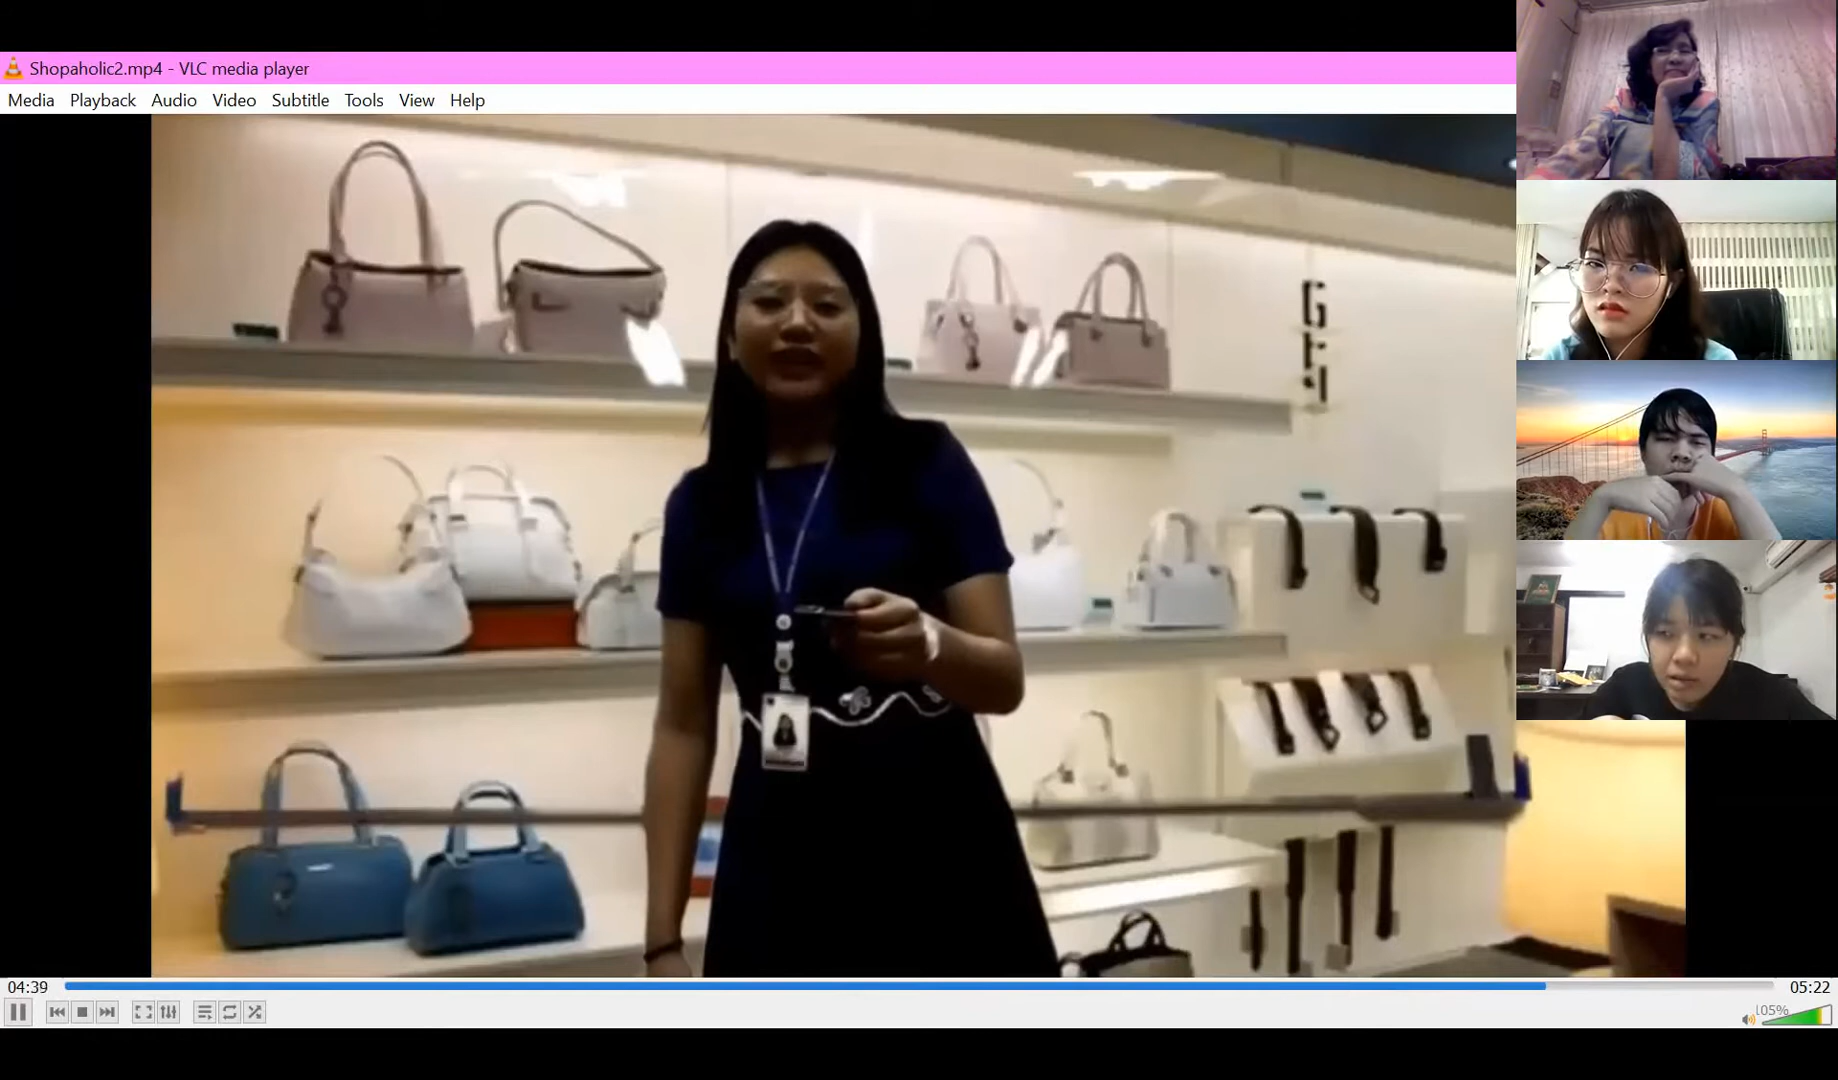 Shopaholic2.mp4 - VLC media player
Media Playback Audio Video Subtitle Tools View Help
04:39
05:22
105%